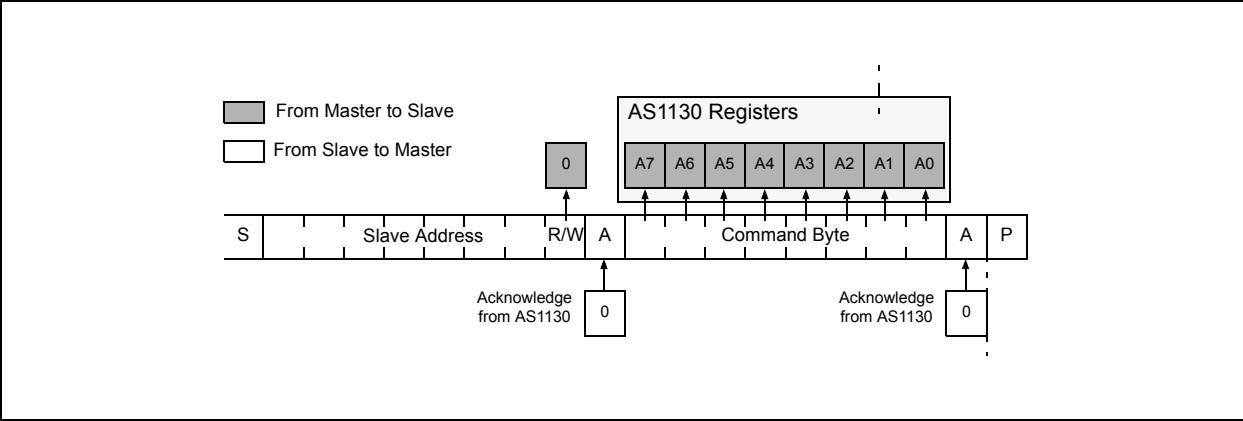 From Master to Slave
From Slave to Master
AS1130 Registers
0
A7 A6 A5 A4 A3 A2 A1 A0
S Slave Address R/W A Command Byte A P
Acknowledge
from AS1130
0
Acknowledge
from AS1130
0